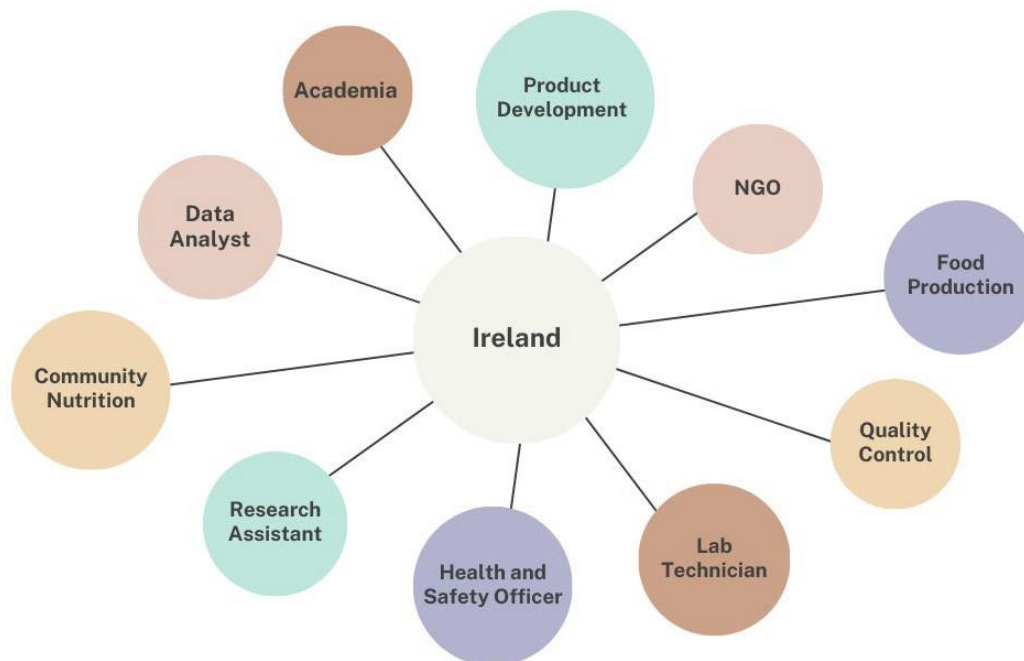 Academia
Product
Development
NGO
Data
Analyst
Food
Production
Ireland
Community
Nutrition
Quality
Control
Research
Assistant
Health and
Safety Officer
Lab
Technician